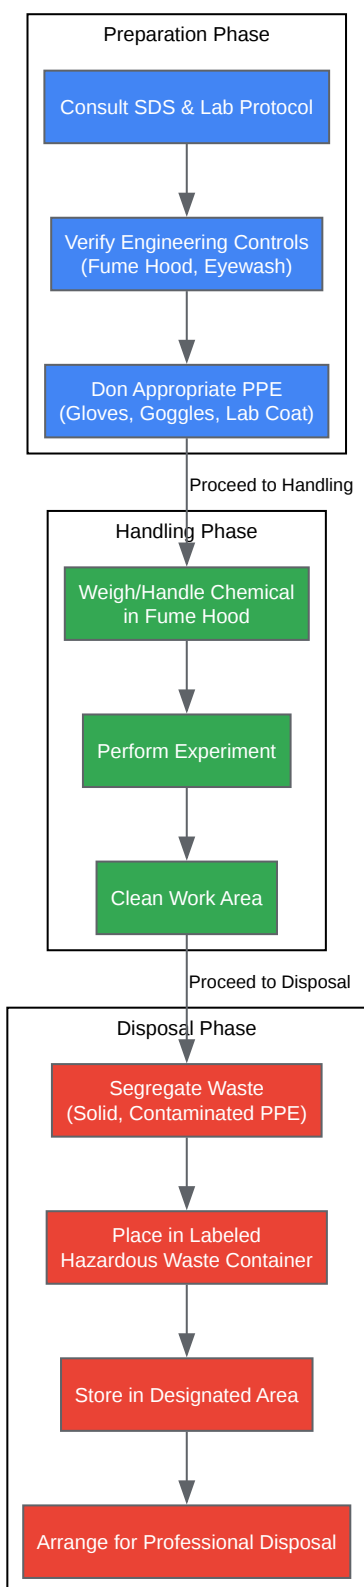 Preparation Phase
Consult SDS & Lab Protocol
Verify Engineering Controls
(Fume Hood, Eyewash)
Don Appropriate PPE
(Gloves, Goggles, Lab Coat)
Proceed to Handling
Handling Phase
Weigh/Handle Chemical
in Fume Hood
Perform Experiment
Clean Work Area
Proceed to Disposal
Disposal Phase
Segregate Waste
(Solid, Contaminated PPE)
Place in Labeled
Hazardous Waste Container
Store in Designated Area
Arrange for Professional Disposal